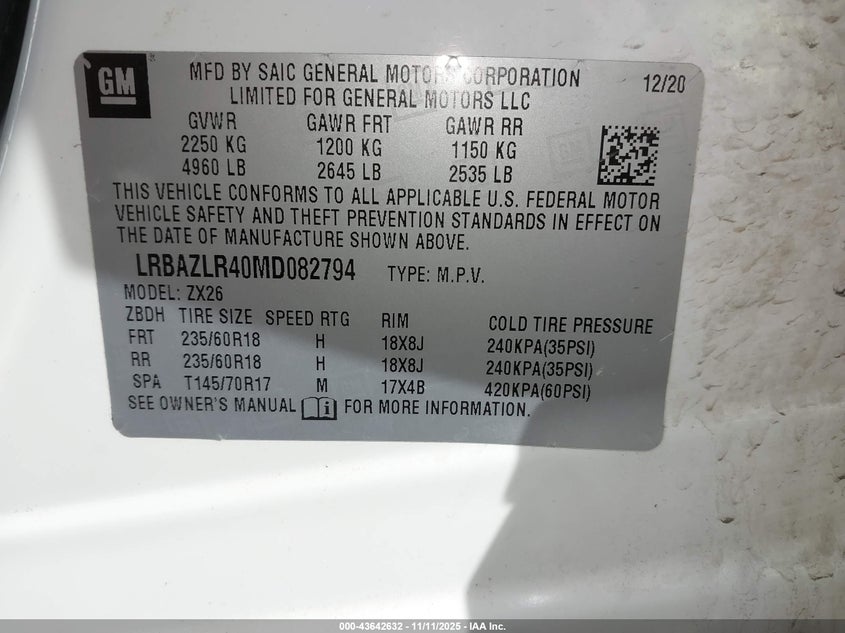 GM
MFD BY SAIC GENERAL MOTORS CORPORATION 12/20
LIMITED FOR GENERAL MOTORS LLC
GVWR GAWR FRT GAWR RR
2250 KG 1200 KG 1150 KG
4960 LB 2645 LB 2535 LB
THIS VEHICLE CONFORMS TO ALL APPLICABLE U.S. FEDERAL MOTOR
VEHICLE SAFETY AND THEFT PREVENTION STANDARDS IN EFFECT ON
THE DATE OF MANUFACTURE SHOWN ABOVE.
LRBAZLR40MD082794 TYPE: M.P.V.
MODEL: ZX26
ZBDH TIRE SIZE SPEED RTG RIM COLD TIRE PRESSURE
FRT 235/60R18 H 18X8J 240KPA(35PSI)
RR 235/60R18 H 18X8J 240KPA(35PSI)
SPA T145/70R17 M 17X4B 420KPA(60PSI)
SEE OWNER'S MANUAL i FOR MORE INFORMATION.
000-43642632 - 11/11/2025 - IAA Inc.